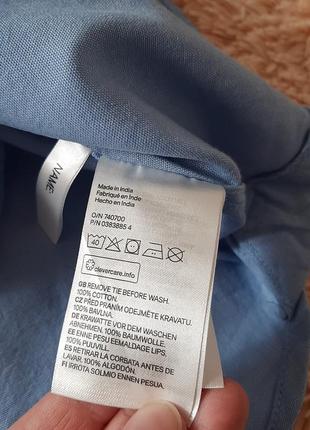 NAME:
Made in India
Fabriqué en Inde
Hecho en India
O/N 740700
P/N 0383885 4
40
clevercare.info
GB REMOVE TIE BEFORE WASH.
100% COTTON.
CZ PŘED PRANÍM ODEJMĚTE KRAVATU.
100% BAVLNA.
DE KRAWATTE VOR DEM WASCHEN
ABNEHMEN. 100% BAUMWOLLE.
EE ENNE PESU EEMALDAGE LIPS.
100% PUUVILL.
ES RETIRAR LA CORBATA ANTES DE
LAVAR. 100% ALGODÓN.
FI IRROTA SOLMIO ENNEN PESUA.